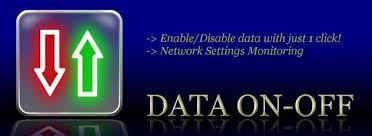 -> Enable/Disable data with just 1 click!
-> Network Settings Monitoring
DATA ON-OFF